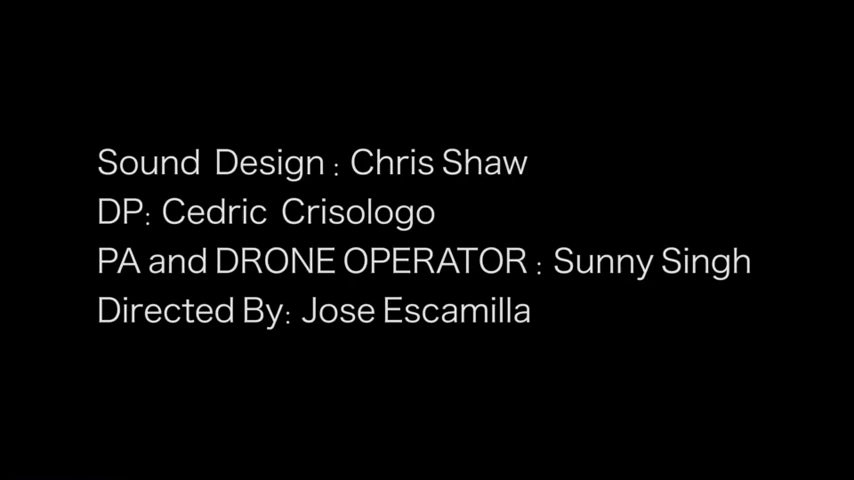 Sound Design : Chris Shaw
DP: Cedric Crisologo
PA and DRONE OPERATOR : Sunny Singh
Directed By: Jose Escamilla